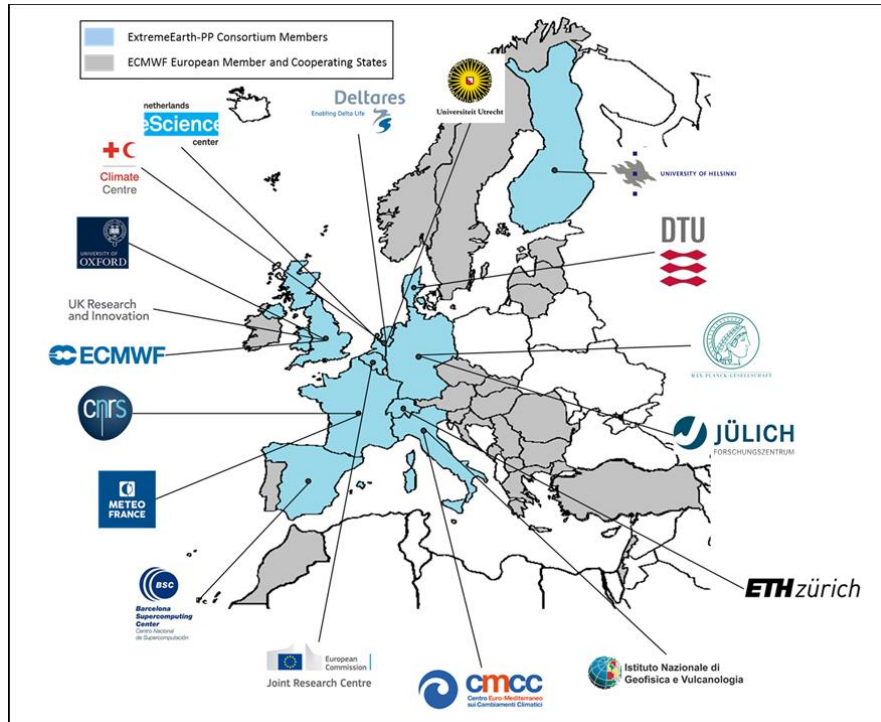 ExtremeEarth-PP Consortium Members
ECMWF European Member and Cooperating States
netherlands
eScience
center
Deltares
Enabling Delta Life
Universiteit Utrecht
Climate
Centre
UNIVERSITY OF HELSINKI
UNIVERSITY OF
OXFORD
DTU
UK Research
and Innovation
ECMWF
MAX-PLANCK-GESELLSCHAFT
cnrs
JÜLICH
FORSCHUNGSZENTRUM
METEO
FRANCE
BSC
Barcelona
Supercomputing
Center
Centro Nacional
de Supercomputación
ETH zürich
European
Commission
Joint Research Centre
cmcc
Centro Euro-Mediterraneo
sui Cambiamenti Climatici
Istituto Nazionale di
Geofisica e Vulcanologia